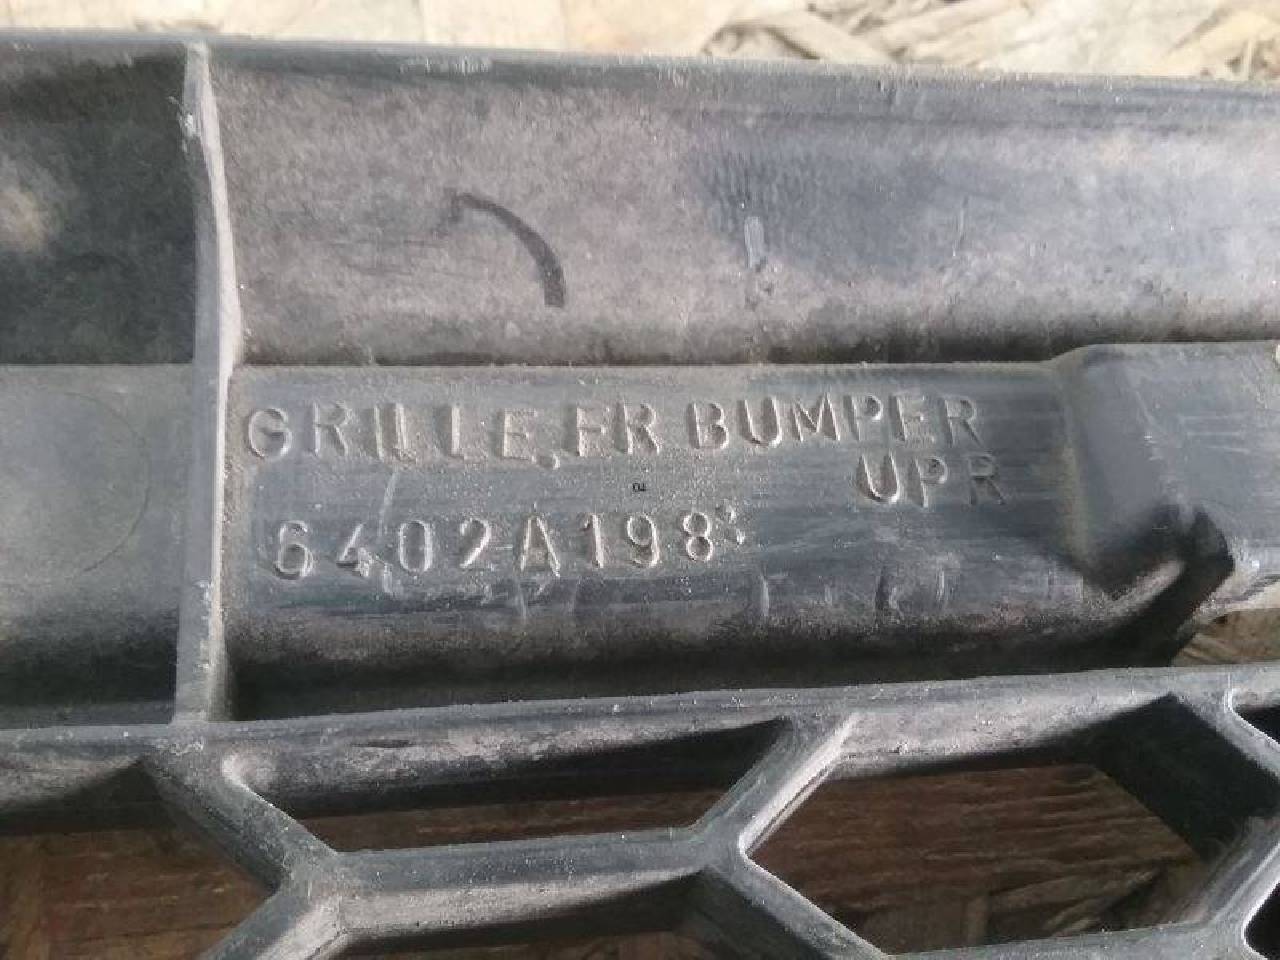 GRILLE, FR BUMPER
UPR
6402A198